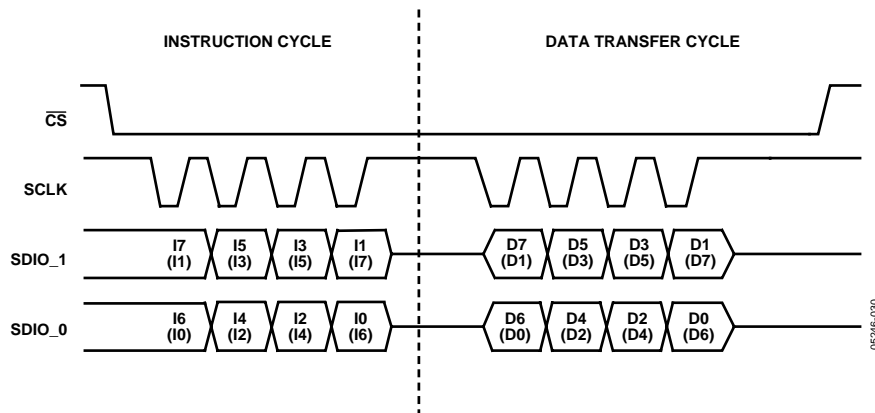 INSTRUCTION CYCLE DATA TRANSFER CYCLE
CS
SCLK
SDIO_1 I7 I5 I3 I1 D7 D5 D3 D1
(I1) (I3) (I5) (I7) (D1) (D3) (D5) (D7)
SDIO_0 I6 I4 I2 I0 D6 D4 D2 D0
(I0) (I2) (I4) (I6) (D0) (D2) (D4) (D6)
05246-030